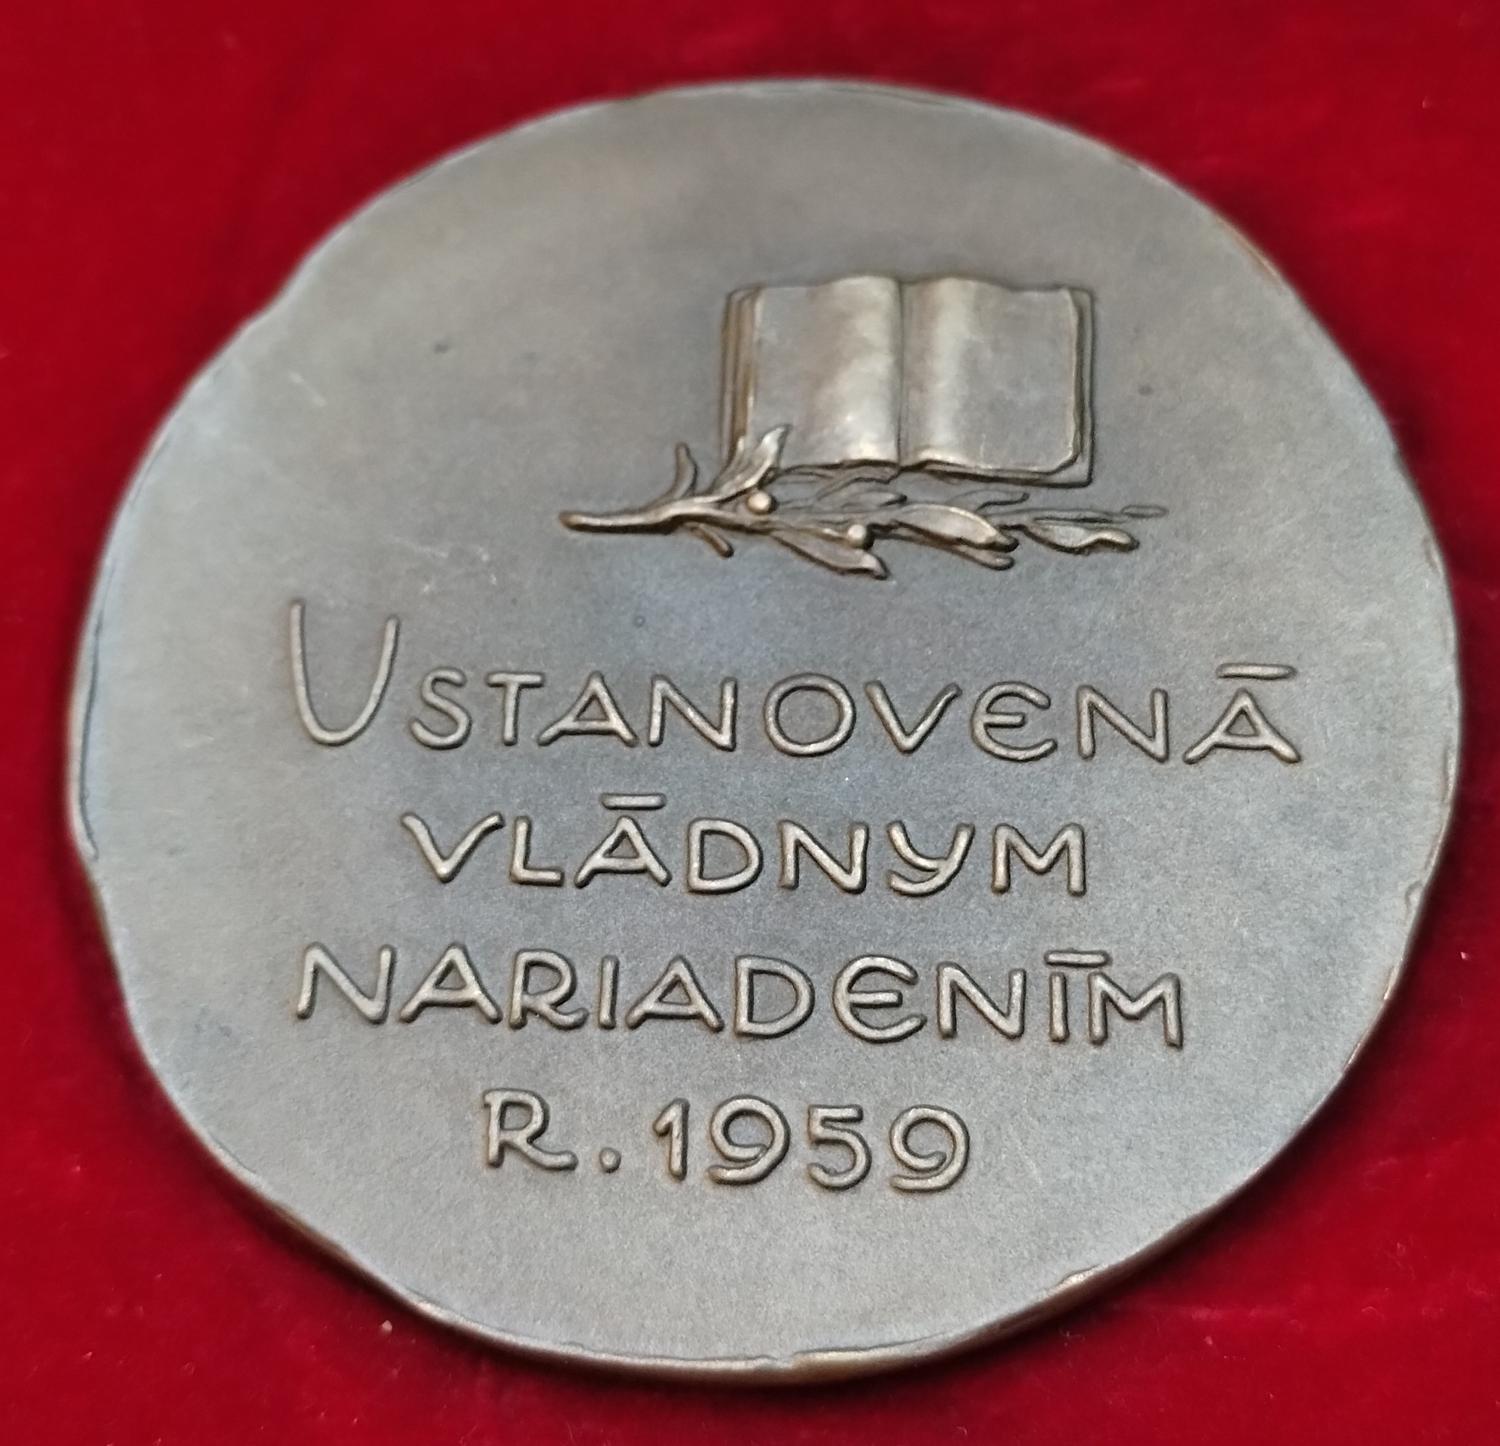 USTANOVENĀ
VLĀDNYM
NARIADENĪM
R. 1959